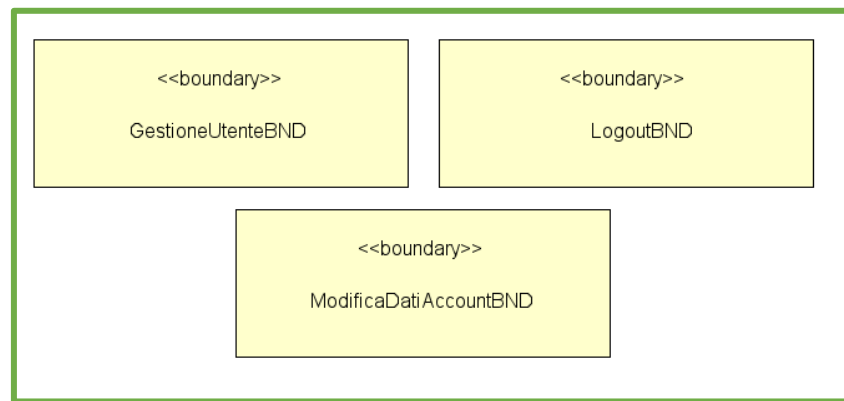 <<boundary>>
GestioneUtenteBND
<<boundary>>
LogoutBND
<<boundary>>
ModificaDatiAccountBND